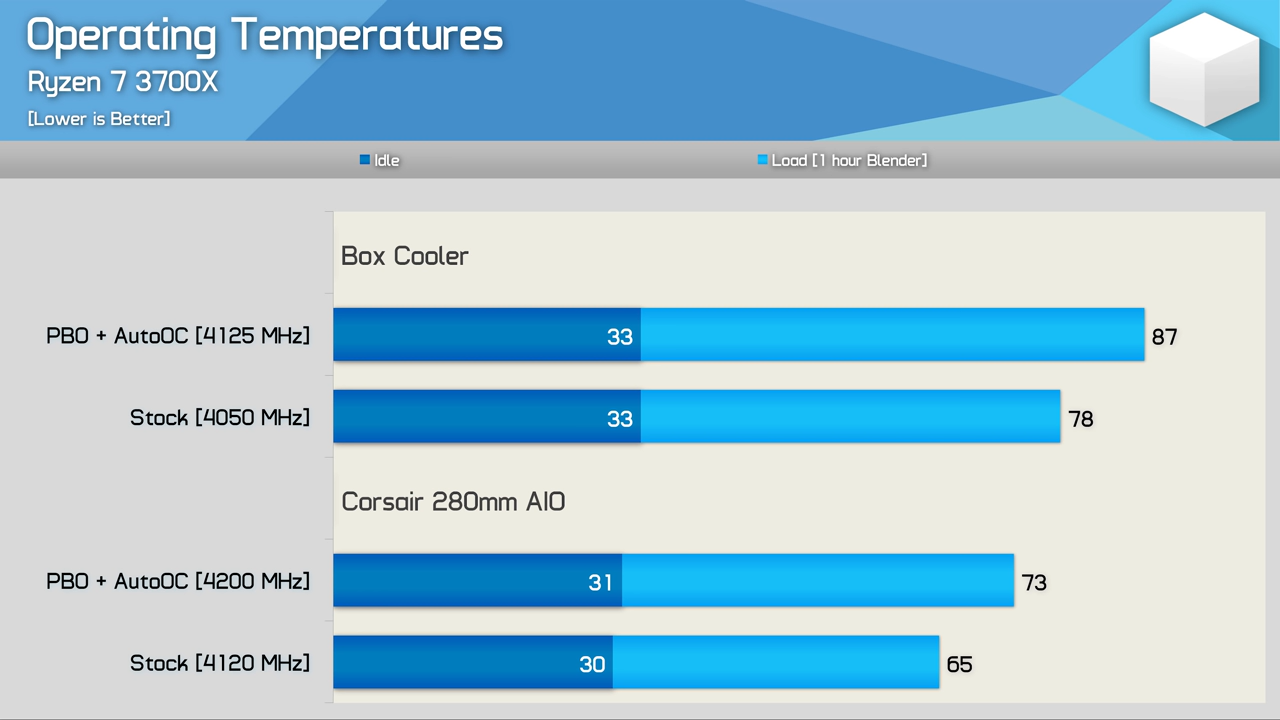 Operating Temperatures
Ryzen 7 3700X
[Lower is Better]
Idle
Load [1 hour Blender]
Box Cooler
PBO + AutoOC [4125 MHz] 33 87
Stock [4050 MHz] 33 78
Corsair 280mm AIO
PBO + AutoOC [4200 MHz] 31 73
Stock [4120 MHz] 30 65